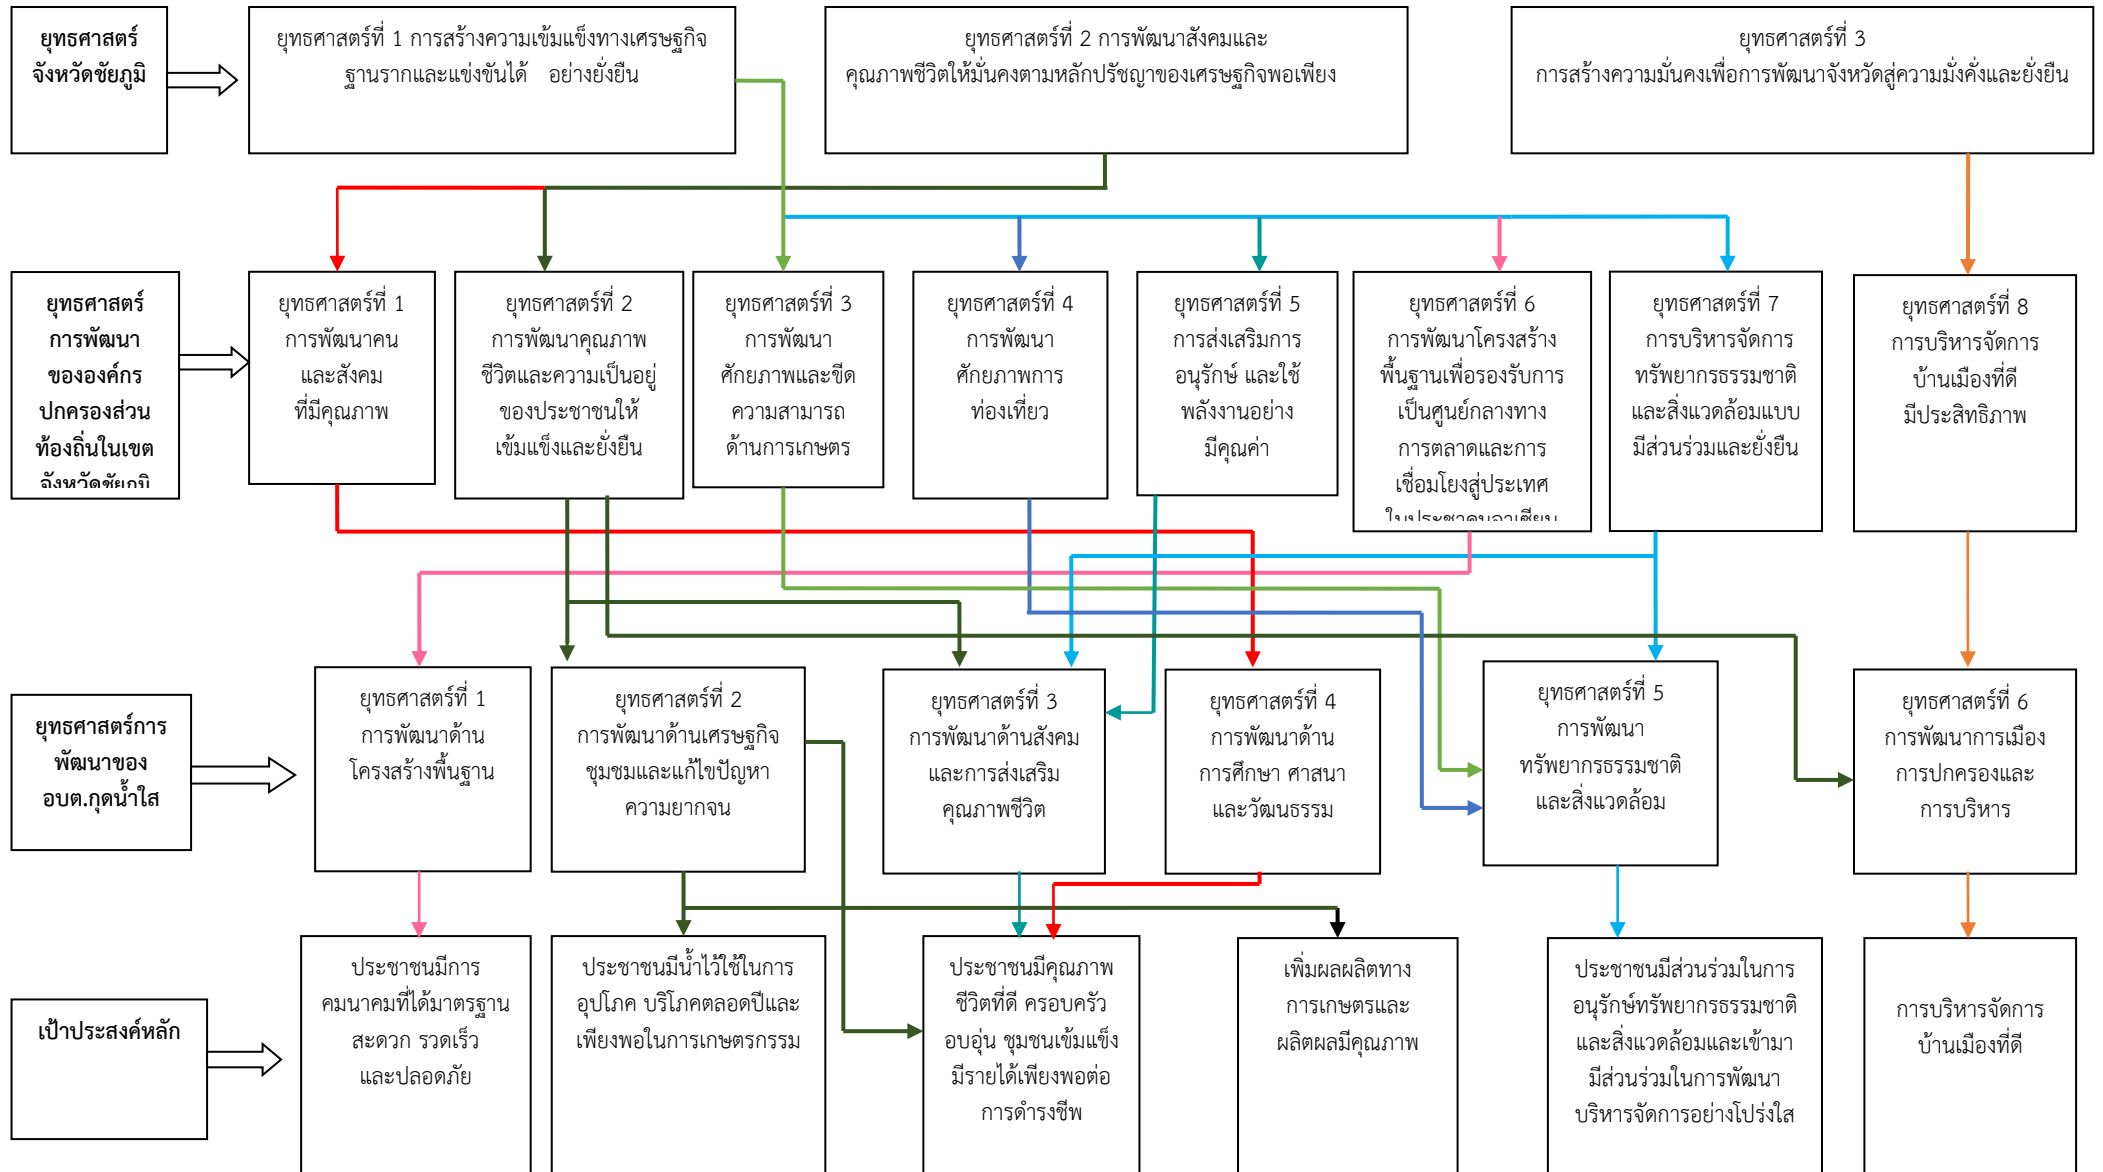 ยุทธศาสตร์
จังหวัดชัยภูมิ
ยุทธศาสตร์ที่ 1 การสร้างความเข้มแข็งทางเศรษฐกิจ
ฐานรากและแข่งขันได้ อย่างยั่งยืน
ยุทธศาสตร์ที่ 2 การพัฒนาสังคมและ
คุณภาพชีวิตให้มั่นคงตามหลักปรัชญาของเศรษฐกิจพอเพียง
ยุทธศาสตร์ที่ 3
การสร้างความมั่นคงเพื่อการพัฒนาจังหวัดสู่ความมั่งคั่งและยั่งยืน
ยุทธศาสตร์
การพัฒนา
ขององค์กร
ปกครองส่วน
ท้องถิ่นในเขต
จังหวัดชัยภูมิ
ยุทธศาสตร์ที่ 1
การพัฒนาคน
และสังคม
ที่มีคุณภาพ
ยุทธศาสตร์ที่ 2
การพัฒนาคุณภาพ
ชีวิตและความเป็นอยู่
ของประชาชนให้
เข้มแข็งและยั่งยืน
ยุทธศาสตร์ที่ 3
การพัฒนา
ศักยภาพและขีด
ความสามารถ
ด้านการเกษตร
ยุทธศาสตร์ที่ 4
การพัฒนา
ศักยภาพการ
ท่องเที่ยว
ยุทธศาสตร์ที่ 5
การส่งเสริมการ
อนุรักษ์ และใช้
พลังงานอย่าง
มีคุณค่า
ยุทธศาสตร์ที่ 6
การพัฒนาโครงสร้าง
พื้นฐานเพื่อรองรับการ
เป็นศูนย์กลางทาง
การตลาดและการ
เชื่อมโยงสู่ประเทศ
ในประชาคมอาเซียน
ยุทธศาสตร์ที่ 7
การบริหารจัดการ
ทรัพยากรธรรมชาติ
และสิ่งแวดล้อมแบบ
มีส่วนร่วมและยั่งยืน
ยุทธศาสตร์ที่ 8
การบริหารจัดการ
บ้านเมืองที่ดี
มีประสิทธิภาพ
ยุทธศาสตร์การ
พัฒนาของ
อบต.กุดน้ำใส
ยุทธศาสตร์ที่ 1
การพัฒนาด้าน
โครงสร้างพื้นฐาน
ยุทธศาสตร์ที่ 2
การพัฒนาด้านเศรษฐกิจ
ชุมชนและแก้ไขปัญหา
ความยากจน
ยุทธศาสตร์ที่ 3
การพัฒนาด้านสังคม
และการส่งเสริม
คุณภาพชีวิต
ยุทธศาสตร์ที่ 4
การพัฒนาด้าน
การศึกษา ศาสนา
และวัฒนธรรม
ยุทธศาสตร์ที่ 5
การพัฒนา
ทรัพยากรธรรมชาติ
และสิ่งแวดล้อม
ยุทธศาสตร์ที่ 6
การพัฒนาการเมือง
การปกครองและ
การบริหาร
เป้าประสงค์หลัก
ประชาชนมีการ
คมนาคมที่ได้มาตรฐาน
สะดวก รวดเร็ว
และปลอดภัย
ประชาชนมีน้ำไว้ใช้ในการ
อุปโภค บริโภคตลอดปีและ
เพียงพอในการเกษตรกรรม
ประชาชนมีคุณภาพ
ชีวิตที่ดี ครอบครัว
อบอุ่น ชุมชนเข้มแข็ง
มีรายได้เพียงพอต่อ
การดำรงชีพ
เพิ่มผลผลิตทาง
การเกษตรและ
ผลิตผลมีคุณภาพ
ประชาชนมีส่วนร่วมในการ
อนุรักษ์ทรัพยากรธรรมชาติ
และสิ่งแวดล้อมและเข้ามา
มีส่วนร่วมในการพัฒนา
บริหารจัดการอย่างโปร่งใส
การบริหารจัดการ
บ้านเมืองที่ดี